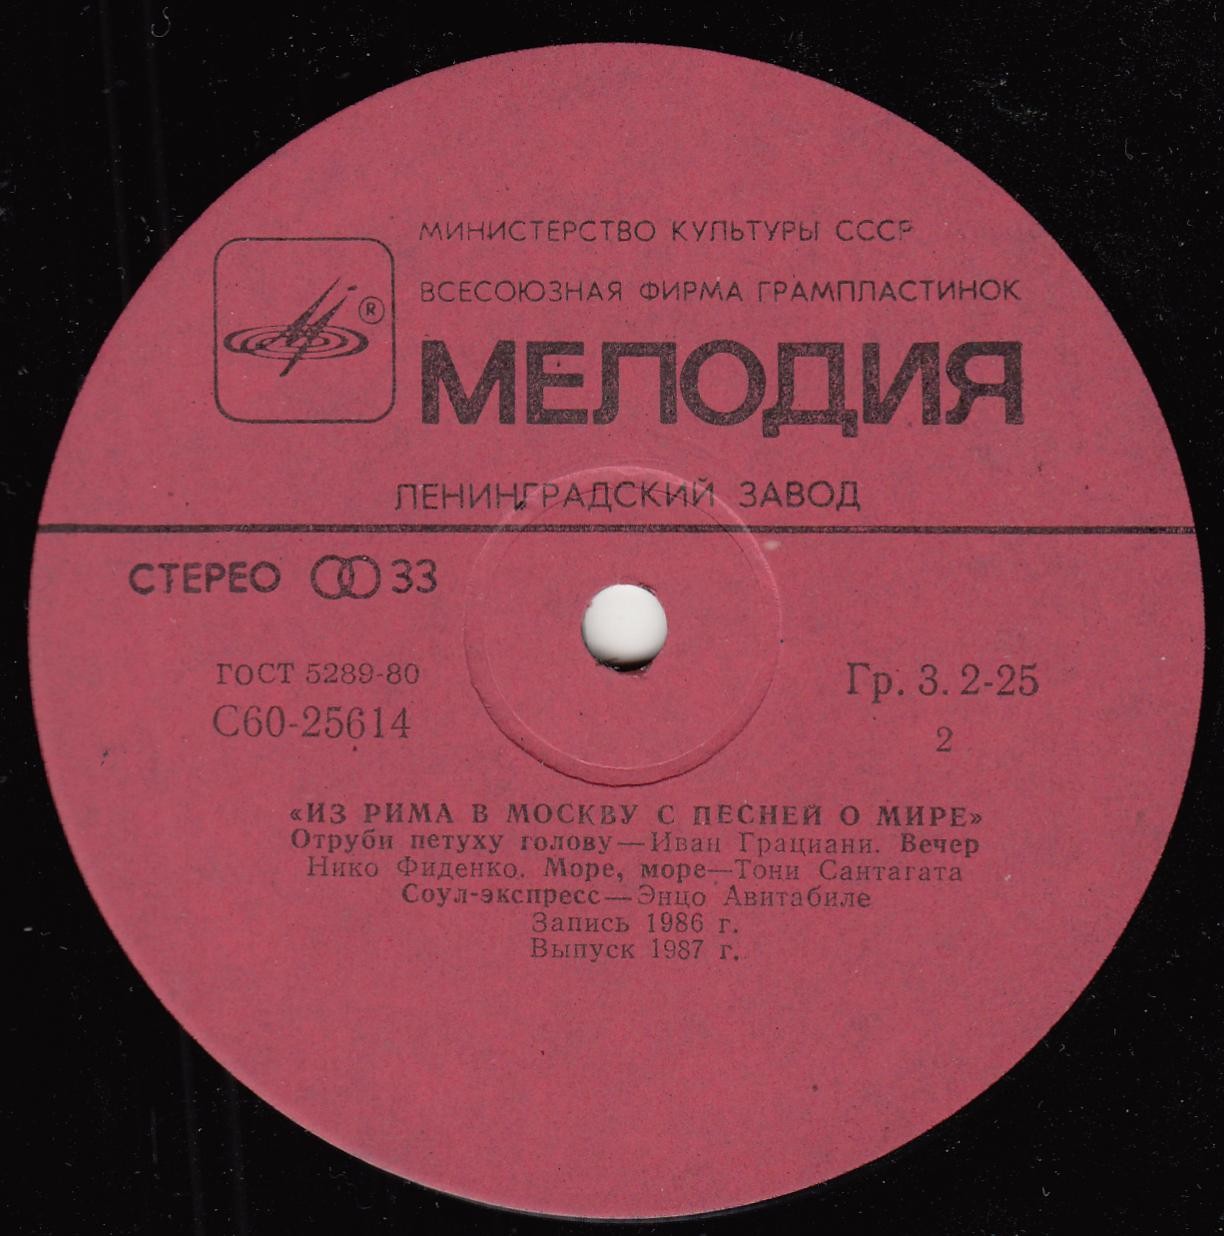 МИНИСТЕРСТВО КУЛЬТУРЫ СССР
ВСЕСОЮЗНАЯ ФИРМА ГРАМПЛАСТИНОК
®
МЕЛОДИЯ
ЛЕНИНГРАДСКИЙ ЗАВОД
СТЕРЕО 33
ГОСТ 5289-80
С60-25614
Гр. 3. 2-25
2
«ИЗ РИМА В МОСКВУ С ПЕСНЕЙ О МИРЕ»
Отруби петуху голову—Иван Грациани. Вечер
Нико Фиденко. Море, море—Тони Сантагата
Соул-экспресс—Энцо Авитабиле
Запись 1986 г.
Выпуск 1987 г.